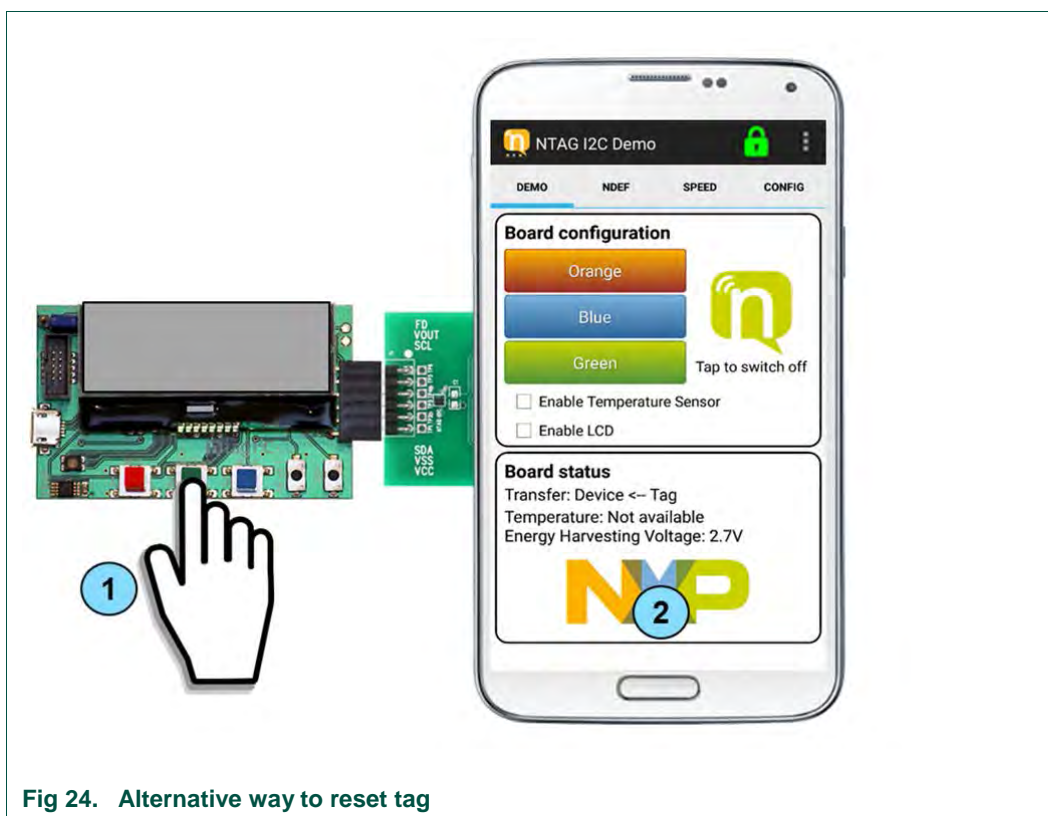 NTAG I2C Demo
DEMO NDEF SPEED CONFIG
Board configuration
Orange
Blue
Green
Tap to switch off
Enable Temperature Sensor
Enable LCD
Board status
Transfer: Device <-- Tag
Temperature: Not available
Energy Harvesting Voltage: 2.7V
NXP
2
FD
VOUT
SCL
SDA
VSS
VCC
1
Fig 24. Alternative way to reset tag